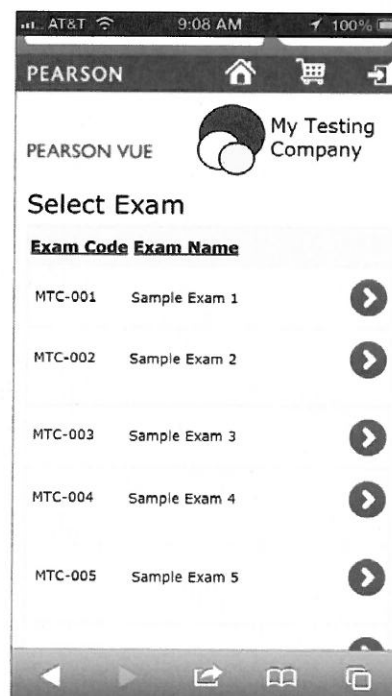 AT&T 9:08 AM 100%
PEARSON
My Testing
PEARSON VUE Company
Select Exam
Exam Code Exam Name
MTC-001 Sample Exam 1
MTC-002 Sample Exam 2
MTC-003 Sample Exam 3
MTC-004 Sample Exam 4
MTC-005 Sample Exam 5